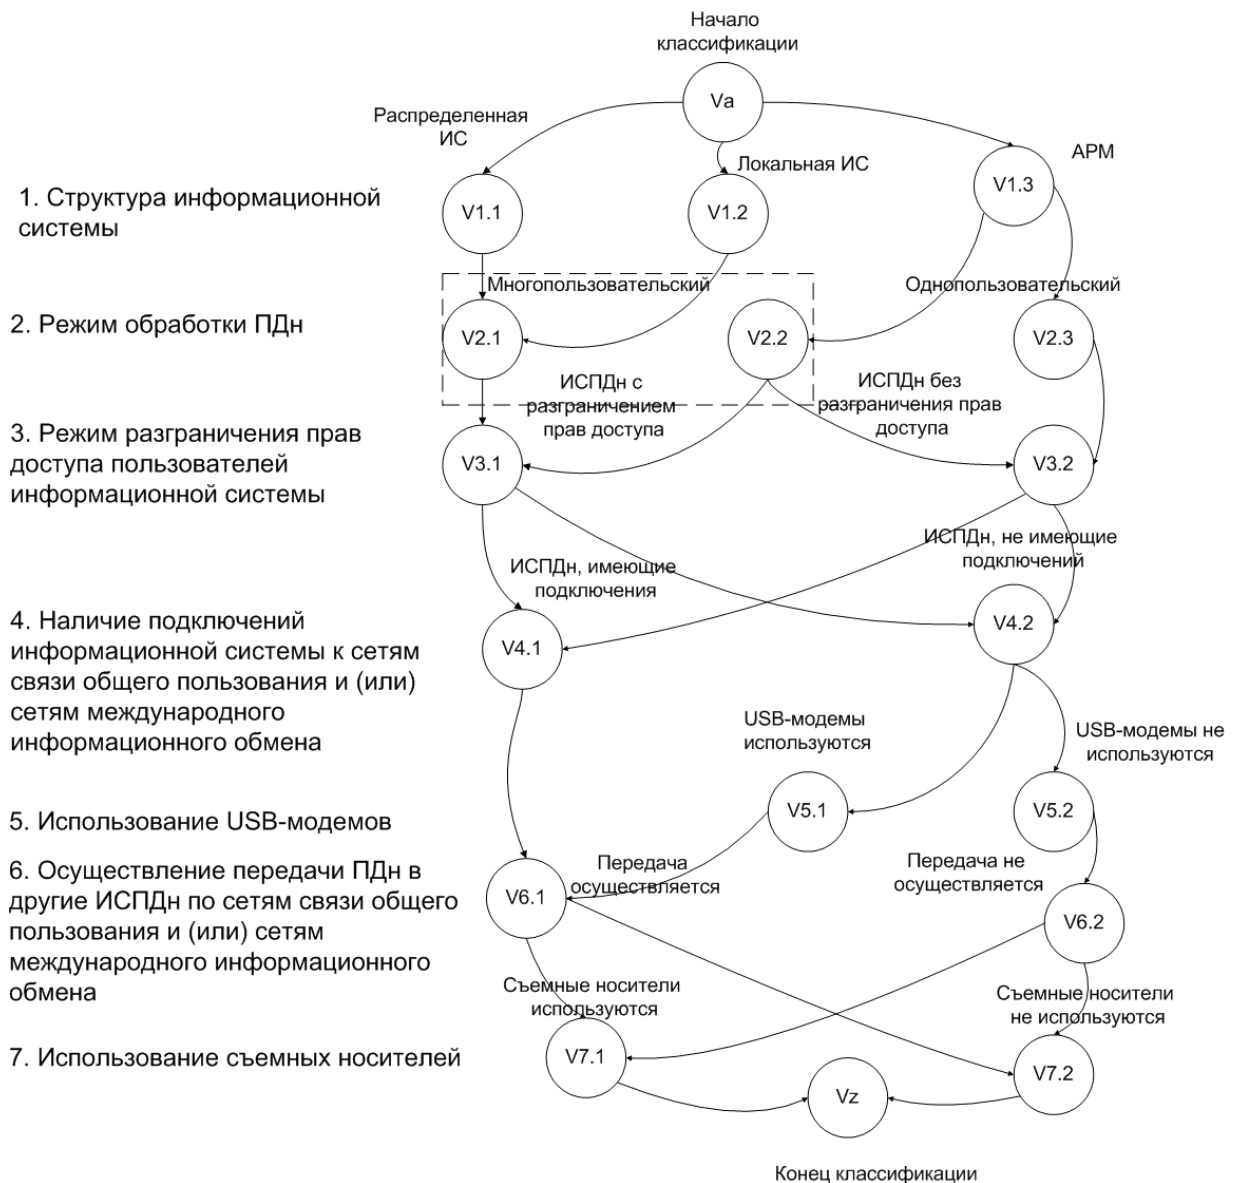 Начало
классификации
Va
Распределенная
ИС
Локальная ИС
АРМ
1. Структура информационной
системы
V1.1
V1.2
V1.3
Многопользовательский
Однопользовательский
2. Режим обработки ПДн
V2.1
V2.2
V2.3
ИСПДн с
разграничением
прав доступа
ИСПДн без
разграничения прав
доступа
3. Режим разграничения прав
доступа пользователей
информационной системы
V3.1
V3.2
ИСПДн, имеющие
подключения
ИСПДн, не имеющие
подключений
4. Наличие подключений
информационной системы к сетям
связи общего пользования и (или)
сетям международного
информационного обмена
V4.1
V4.2
USB-модемы
используются
USB-модемы не
используются
5. Использование USB-модемов
V5.1
V5.2
Передача
осуществляется
Передача не
осуществляется
6. Осуществление передачи ПДн в
другие ИСПДн по сетям связи общего
пользования и (или) сетям
международного информационного
обмена
V6.1
V6.2
Съемные носители
используются
Съемные носители
не используются
7. Использование съемных носителей
V7.1
V7.2
Vz
Конец классификации